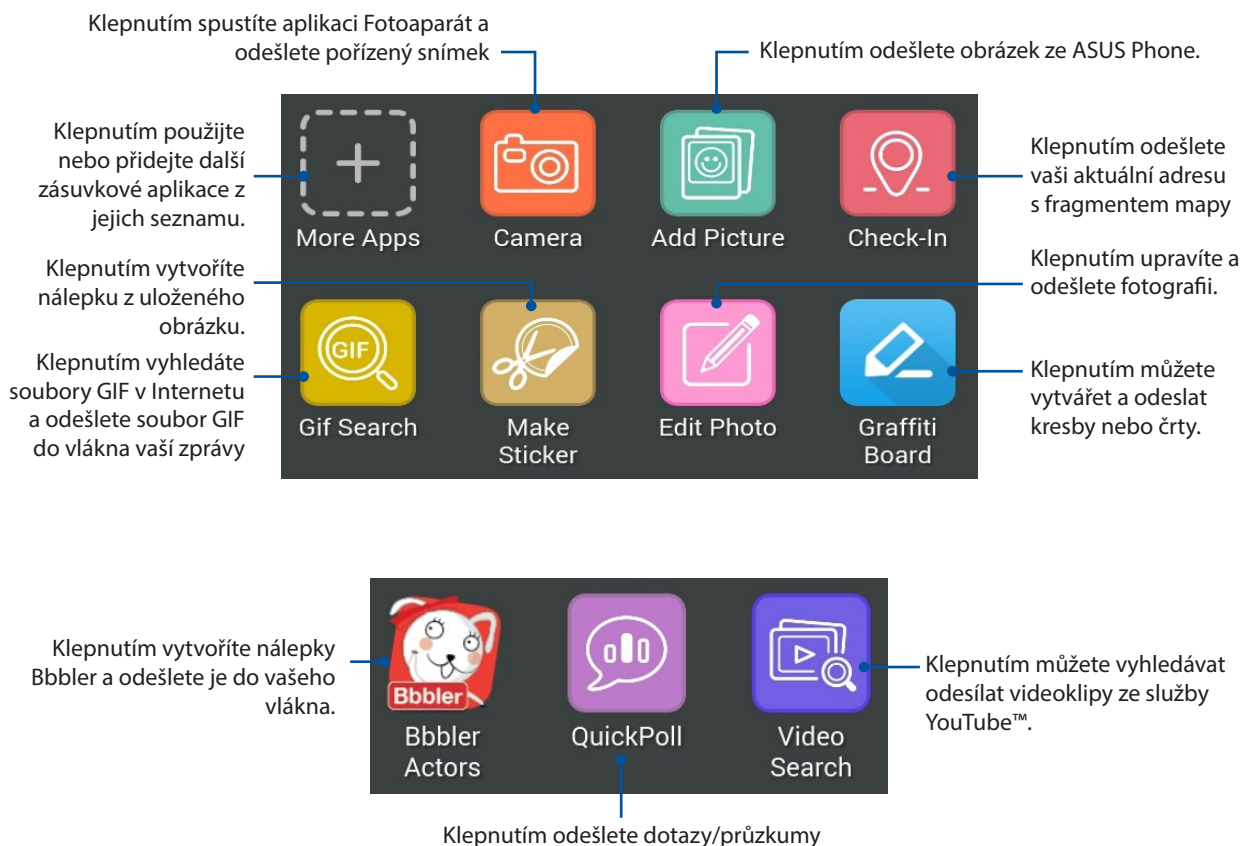 Klepnutím spustíte aplikaci Fotoaparát a
odešlete pořízený snímek
Klepnutím odešlete obrázek ze ASUS Phone.
Klepnutím použijte
nebo přidejte další
zásuvkové aplikace z
jejich seznamu.
More Apps
Camera
Add Picture
Check-In
Klepnutím odešlete
vaši aktuální adresu
s fragmentem mapy
Klepnutím vytvoříte
nálepku z uloženého
obrázku.
Klepnutím upravíte a
odešlete fotografii.
Klepnutím vyhledáte
soubory GIF v Internetu
a odešlete soubor GIF
do vlákna vaší zprávy
GIF
Gif Search
Make
Sticker
Edit Photo
Graffiti
Board
Klepnutím můžete
vytvářet a odeslat
kresby nebo črty.
Klepnutím vytvoříte nálepky
Bbbler a odešlete je do vašeho
vlákna.
Bbbler
Bbbler
Actors
QuickPoll
Video
Search
Klepnutím můžete vyhledávat
odesílat videoklipy ze služby
YouTube™.
Klepnutím odešlete dotazy/průzkumy